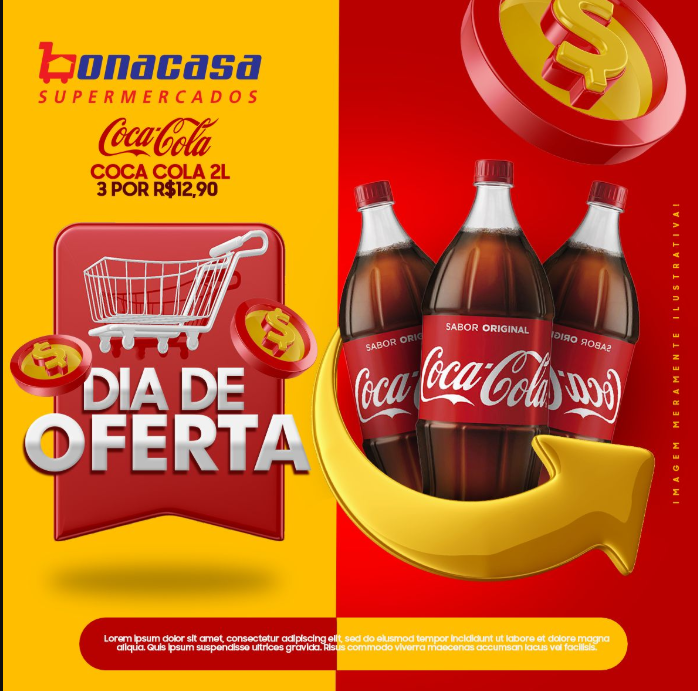 bonacasa
SUPERMERCADOS
Coca-Cola
COCA COLA 2L
3 POR R$12,90
DIA DE
OFERTA
$
$
$
SABOR ORIGINAL
Coca-Cola
SABOR ORIG
Coca-C
SABOR ORIGI
Coca-
IMAGEM MERAMENTE ILUSTRATIVA!
Lorem ipsum dolor sit amet, consectetur adipiscing elit, sed do eiusmod tempor incididunt ut labore et dolore magna
aliqua. Quis ipsum suspendisse ultrices gravida. Risus commodo viverra maecenas accumsan lacus vel facilisis.